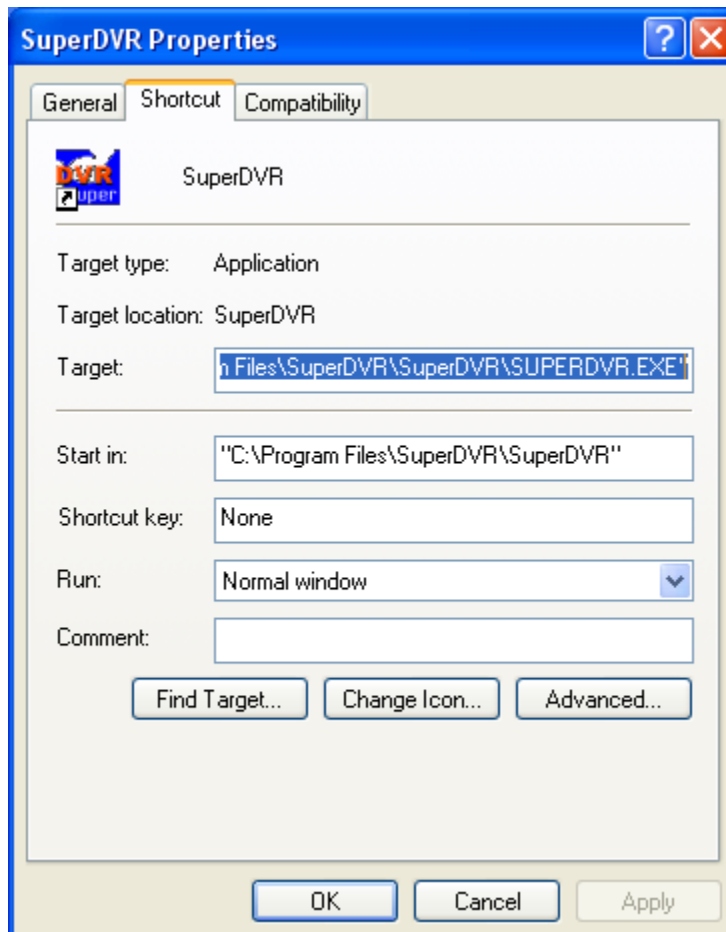 SuperDVR Properties
General Shortcut Compatibility
DVR
Super
SuperDVR
Target type: Application
Target location: SuperDVR
Target: n Files\SuperDVR\SuperDVR\SUPERDVR.EXE"
Start in: "C:\Program Files\SuperDVR\SuperDVR"
Shortcut key: None
Run: Normal window
Comment:
Find Target... Change Icon... Advanced...
OK Cancel Apply